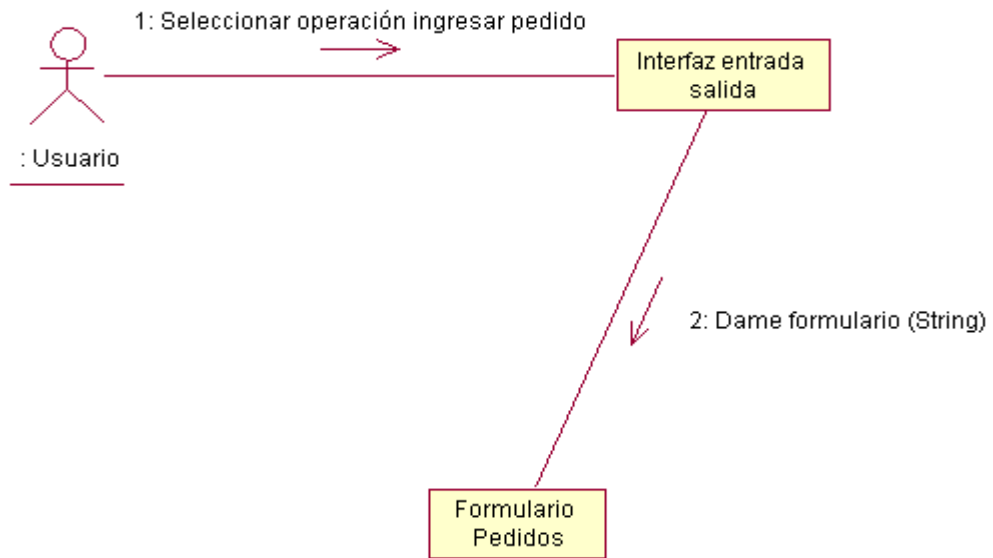 1: Seleccionar operación ingresar pedido
Interfaz entrada
salida
: Usuario
2: Dame formulario (String)
Formulario
Pedidos